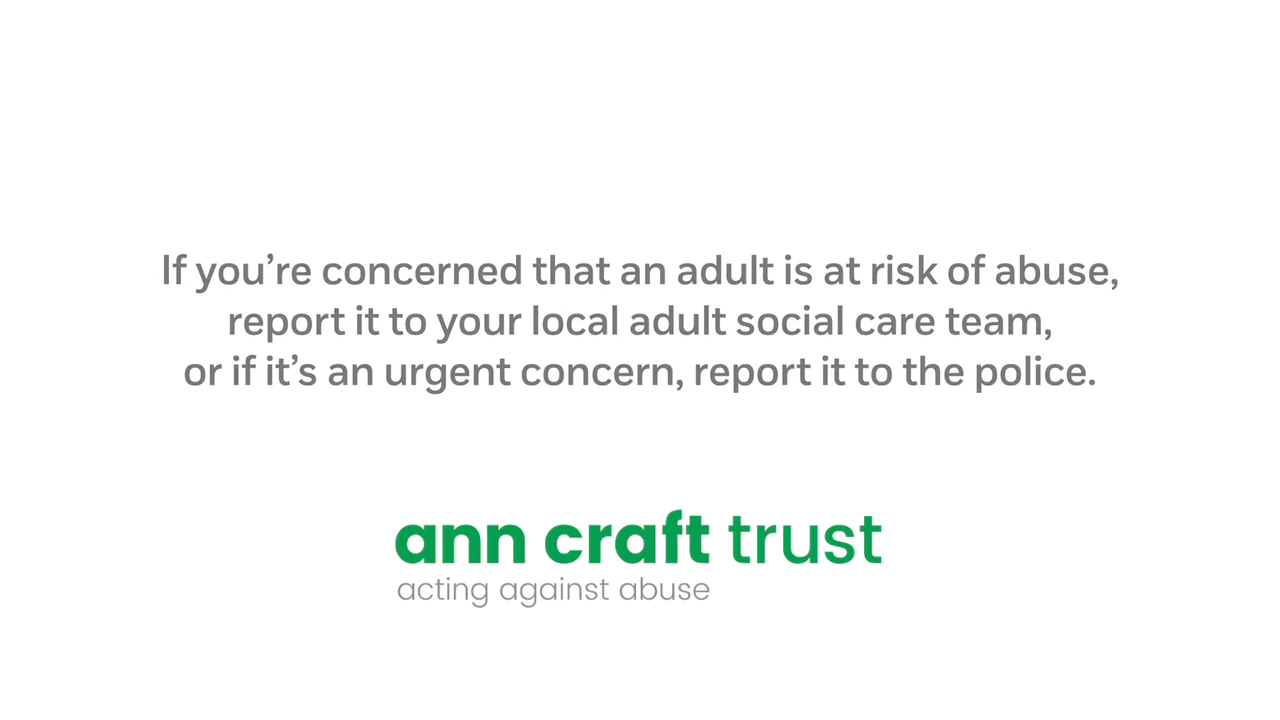 If you’re concerned that an adult is at risk of abuse,
report it to your local adult social care team,
or if it’s an urgent concern, report it to the police.
ann craft trust
acting against abuse